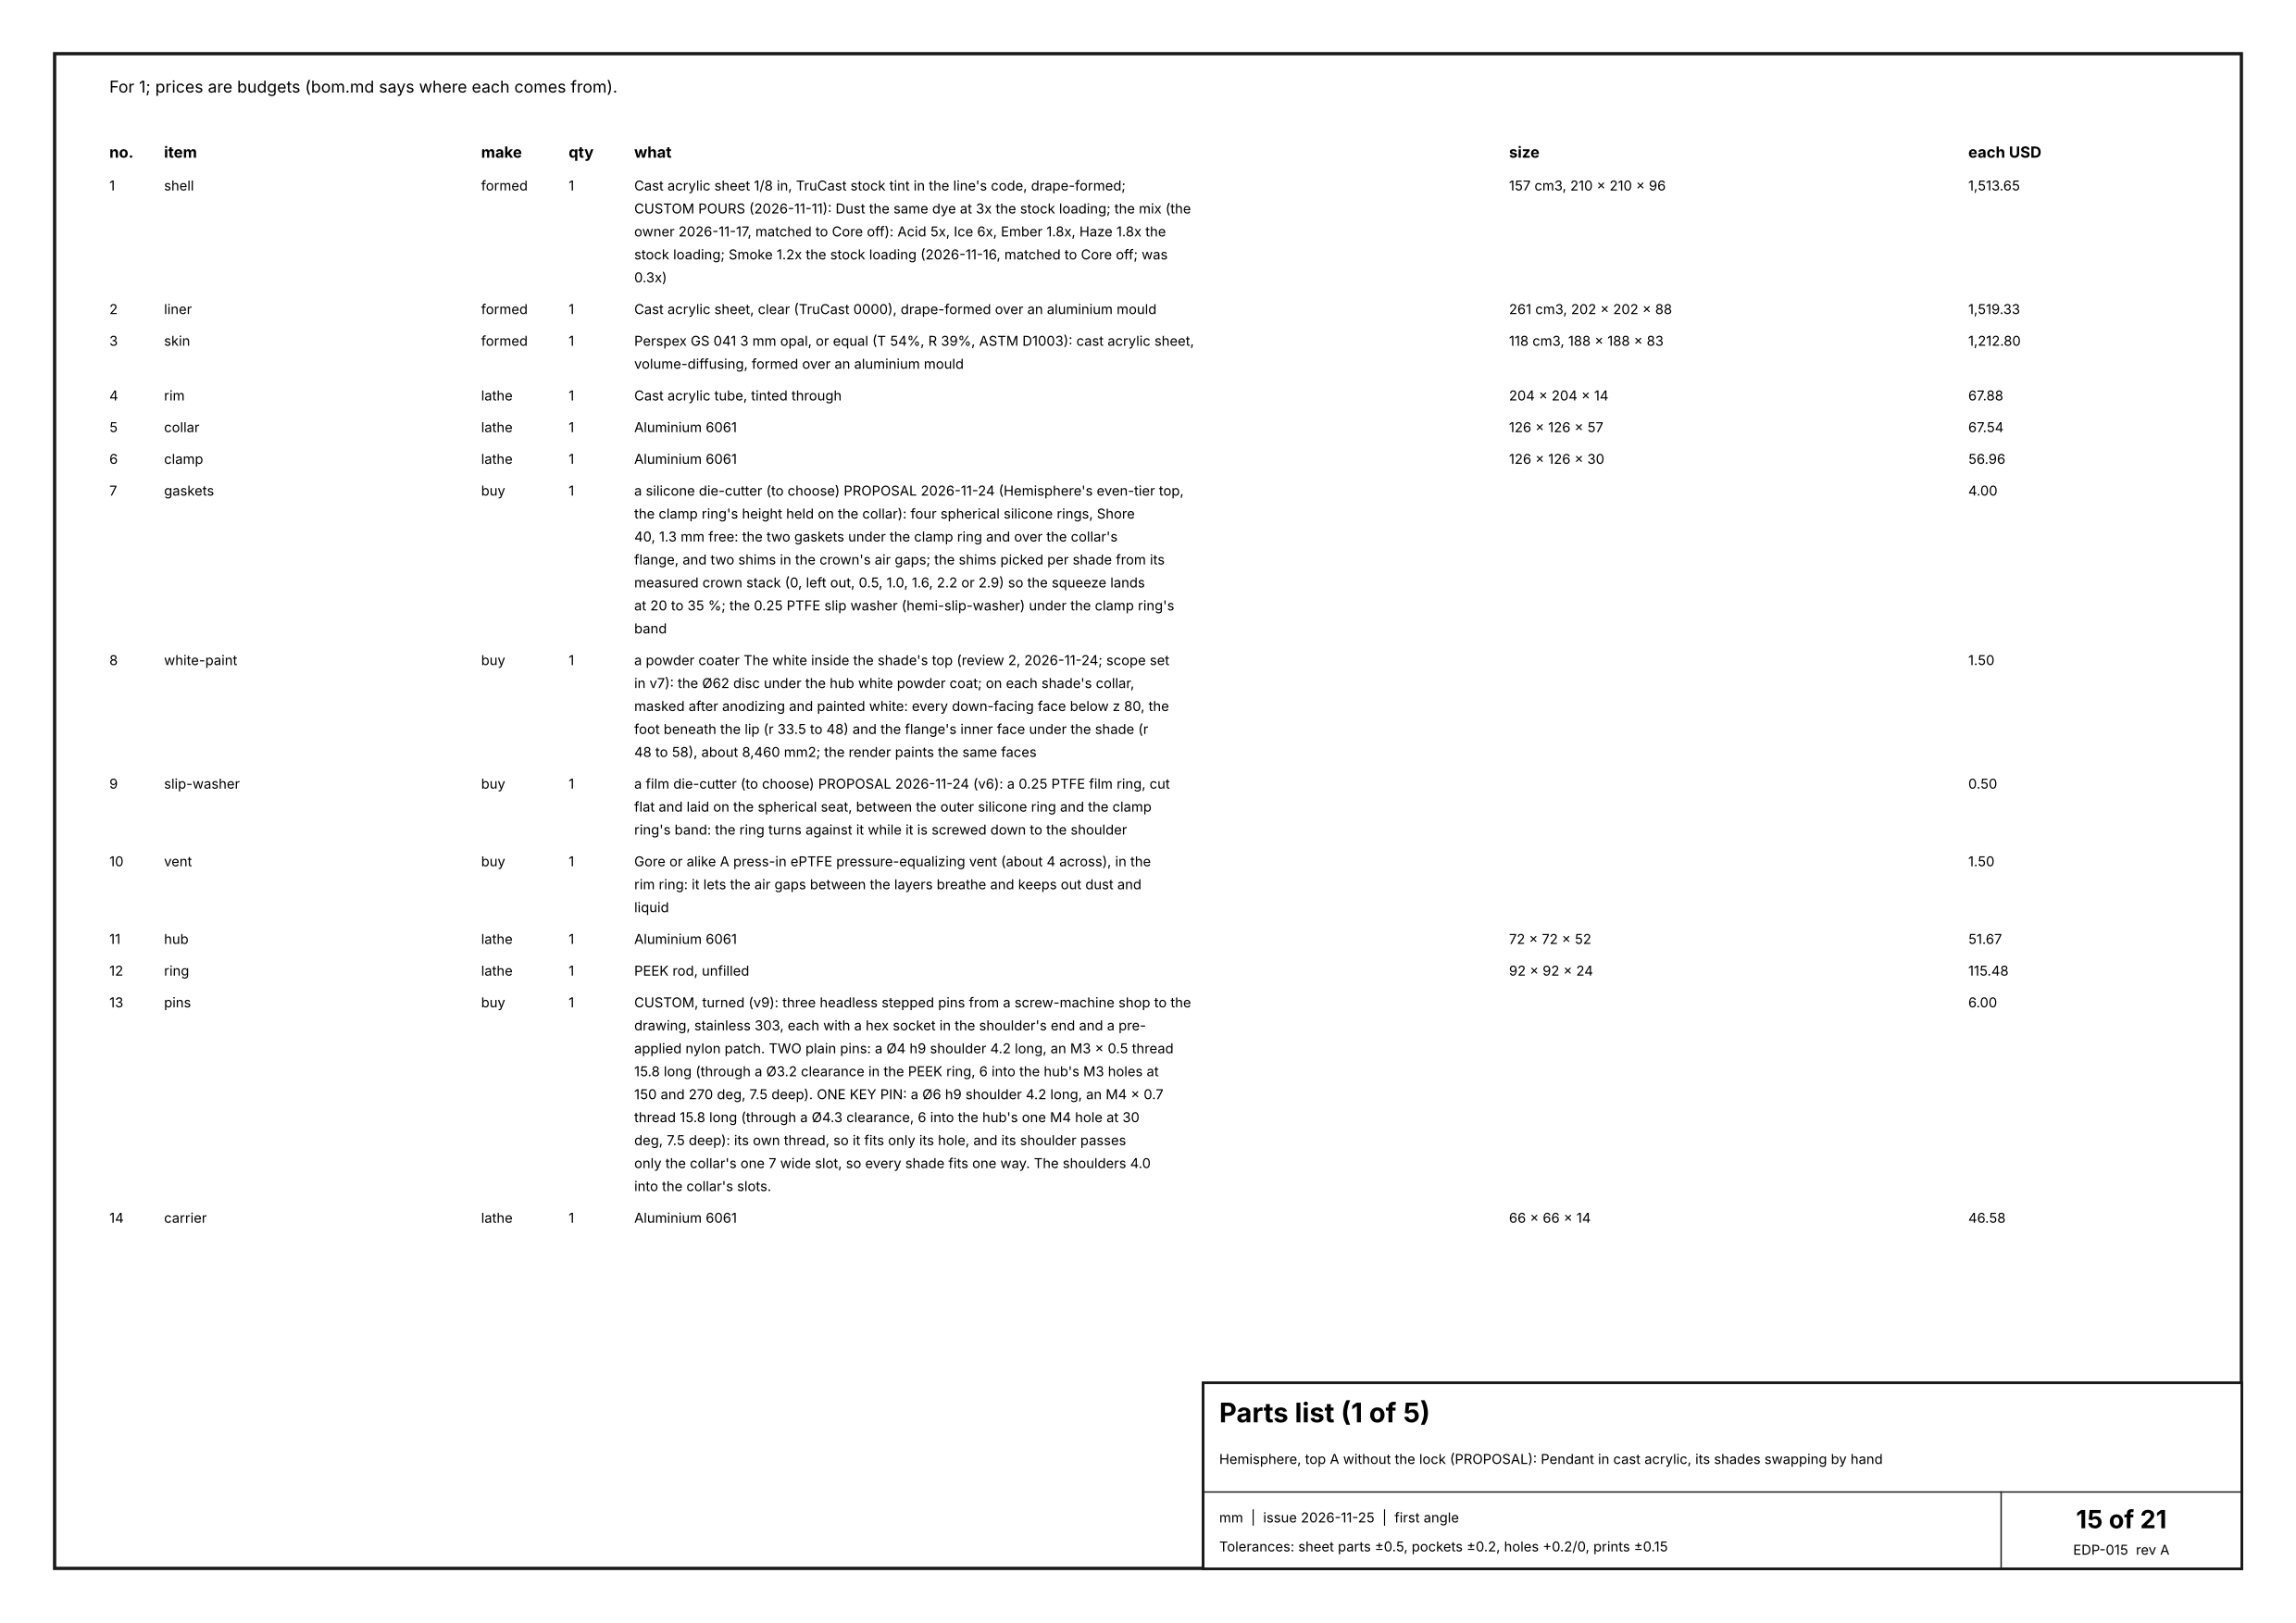 For 1; prices are budgets (bom.md says where each comes from).
no. item make qty what size each USD
1 shell formed 1 Cast acrylic sheet 1/8 in, TruCast stock tint in the line's code, drape-formed; 157 cm3, 210 × 210 × 96 1,513.65
CUSTOM POURS (2026-11-11): Dust the same dye at 3x the stock loading; the mix (the
owner 2026-11-17, matched to Core off): Acid 5x, Ice 6x, Ember 1.8x, Haze 1.8x the
stock loading; Smoke 1.2x the stock loading (2026-11-16, matched to Core off; was
0.3x)
2 liner formed 1 Cast acrylic sheet, clear (TruCast 0000), drape-formed over an aluminium mould 261 cm3, 202 × 202 × 88 1,519.33
3 skin formed 1 Perspex GS 041 3 mm opal, or equal (T 54%, R 39%, ASTM D1003): cast acrylic sheet, 118 cm3, 188 × 188 × 83 1,212.80
volume-diffusing, formed over an aluminium mould
4 rim lathe 1 Cast acrylic tube, tinted through 204 × 204 × 14 67.88
5 collar lathe 1 Aluminium 6061 126 × 126 × 57 67.54
6 clamp lathe 1 Aluminium 6061 126 × 126 × 30 56.96
7 gaskets buy 1 a silicone die-cutter (to choose) PROPOSAL 2026-11-24 (Hemisphere's even-tier top, 4.00
the clamp ring's height held on the collar): four spherical silicone rings, Shore
40, 1.3 mm free: the two gaskets under the clamp ring and over the collar's
flange, and two shims in the crown's air gaps; the shims picked per shade from its
measured crown stack (0, left out, 0.5, 1.0, 1.6, 2.2 or 2.9) so the squeeze lands
at 20 to 35 %; the 0.25 PTFE slip washer (hemi-slip-washer) under the clamp ring's
band
8 white-paint buy 1 a powder coater The white inside the shade's top (review 2, 2026-11-24; scope set 1.50
in v7): the Ø62 disc under the hub white powder coat; on each shade's collar,
masked after anodizing and painted white: every down-facing face below z 80, the
foot beneath the lip (r 33.5 to 48) and the flange's inner face under the shade (r
48 to 58), about 8,460 mm2; the render paints the same faces
9 slip-washer buy 1 a film die-cutter (to choose) PROPOSAL 2026-11-24 (v6): a 0.25 PTFE film ring, cut 0.50
flat and laid on the spherical seat, between the outer silicone ring and the clamp
ring's band: the ring turns against it while it is screwed down to the shoulder
10 vent buy 1 Gore or alike A press-in ePTFE pressure-equalizing vent (about 4 across), in the 1.50
rim ring: it lets the air gaps between the layers breathe and keeps out dust and
liquid
11 hub lathe 1 Aluminium 6061 72 × 72 × 52 51.67
12 ring lathe 1 PEEK rod, unfilled 92 × 92 × 24 115.48
13 pins buy 1 CUSTOM, turned (v9): three headless stepped pins from a screw-machine shop to the 6.00
drawing, stainless 303, each with a hex socket in the shoulder's end and a pre-
applied nylon patch. TWO plain pins: a Ø4 h9 shoulder 4.2 long, an M3 × 0.5 thread
15.8 long (through a Ø3.2 clearance in the PEEK ring, 6 into the hub's M3 holes at
150 and 270 deg, 7.5 deep). ONE KEY PIN: a Ø6 h9 shoulder 4.2 long, an M4 × 0.7
thread 15.8 long (through a Ø4.3 clearance, 6 into the hub's one M4 hole at 30
deg, 7.5 deep): its own thread, so it fits only its hole, and its shoulder passes
only the collar's one 7 wide slot, so every shade fits one way. The shoulders 4.0
into the collar's slots.
14 carrier lathe 1 Aluminium 6061 66 × 66 × 14 46.58
Parts list (1 of 5)
Hemisphere, top A without the lock (PROPOSAL): Pendant in cast acrylic, its shades swapping by hand
mm | issue 2026-11-25 | first angle
Tolerances: sheet parts ±0.5, pockets ±0.2, holes +0.2/0, prints ±0.15
15 of 21
EDP-015 rev A